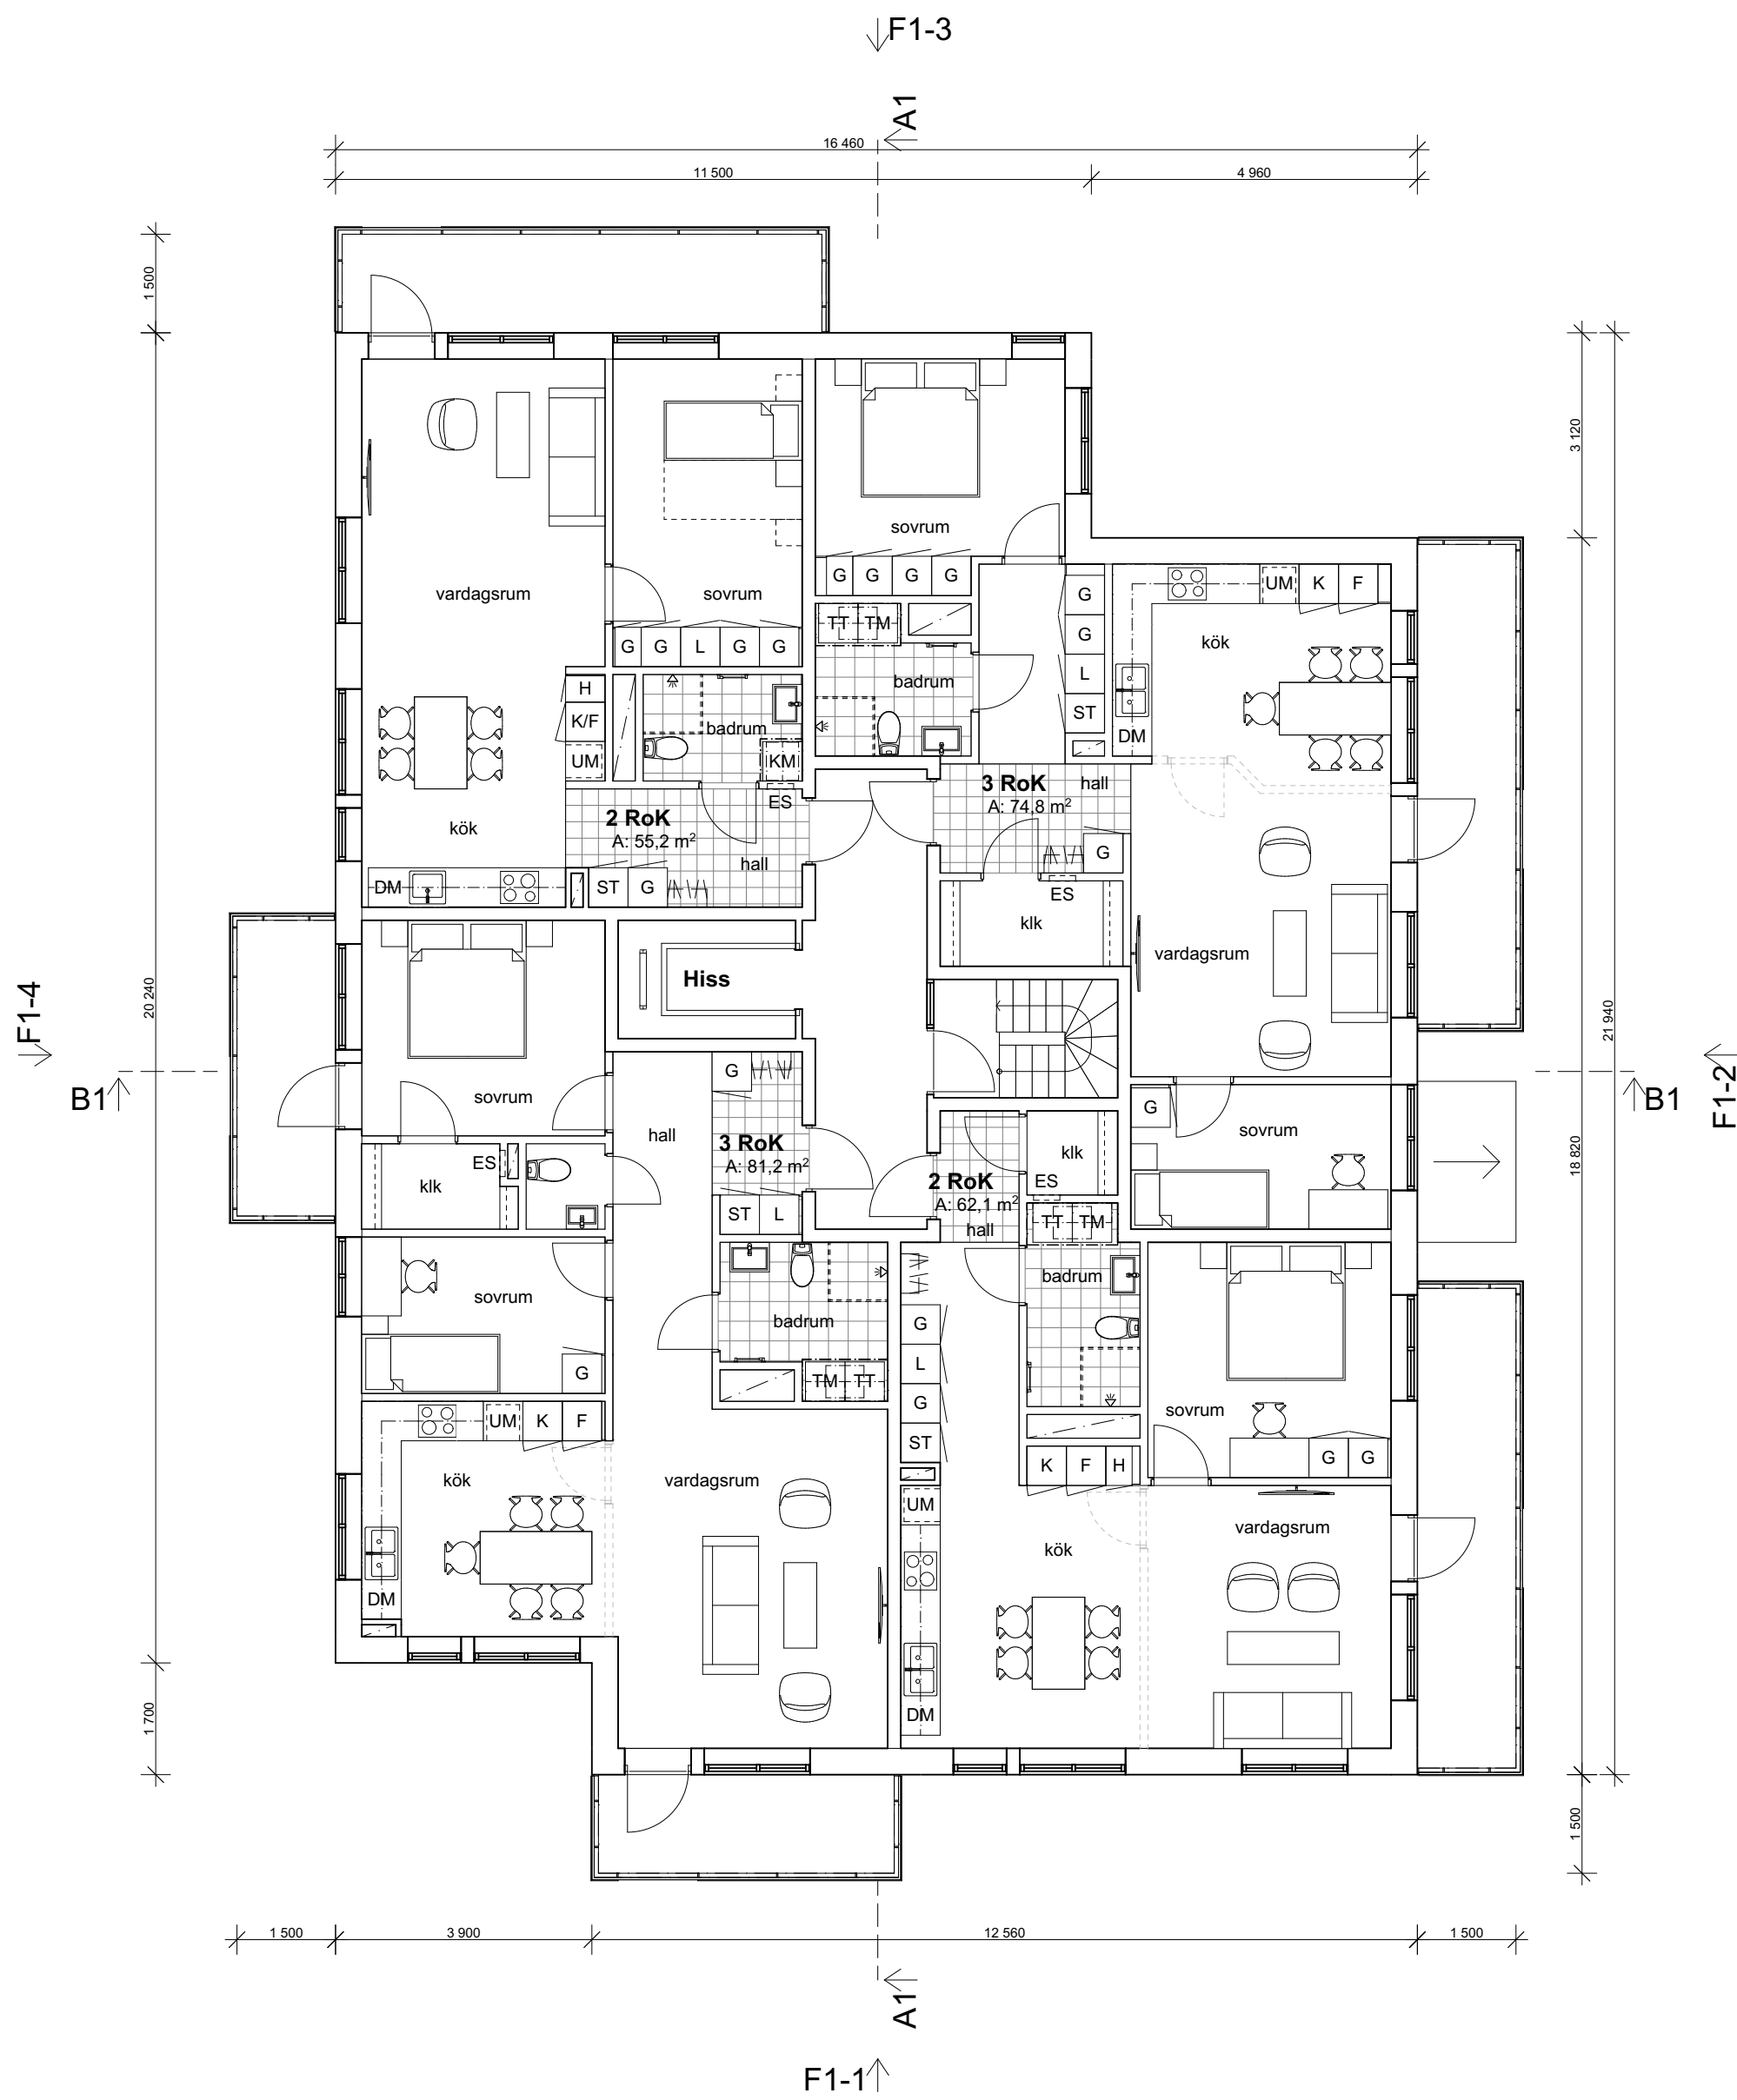 F1-3
A1
16 460
11 500
4 960
1 500
3 120
sovrum
G G G G
vardagsrum
sovrum
TT TM
G
UM K F
G
kök
G G L G G
L
badrum
H
ST
K/F
badrum
DM
UM
KM
3 RoK
hall
ES
A: 74,8 m²
2 RoK
kök
A: 55,2 m²
hall
G
DM
ST G
ES
klk
vardagsrum
Hiss
20 240
21 940
F1-4
F1-2
B1
B1
G
sovrum
G
sovrum
hall
3 RoK
klk
18 820
A: 81,2 m²
ES
klk
2 RoK
ES
A: 62,1 m²
ST L
TT TM
hall
badrum
sovrum
badrum
G
L
G
TM TT
G
sovrum
UM K F
ST
G G
kök
vardagsrum
K F H
UM
vardagsrum
kök
DM
DM
1 700
1 500
1 500
3 900
12 560
1 500
A1
F1-1